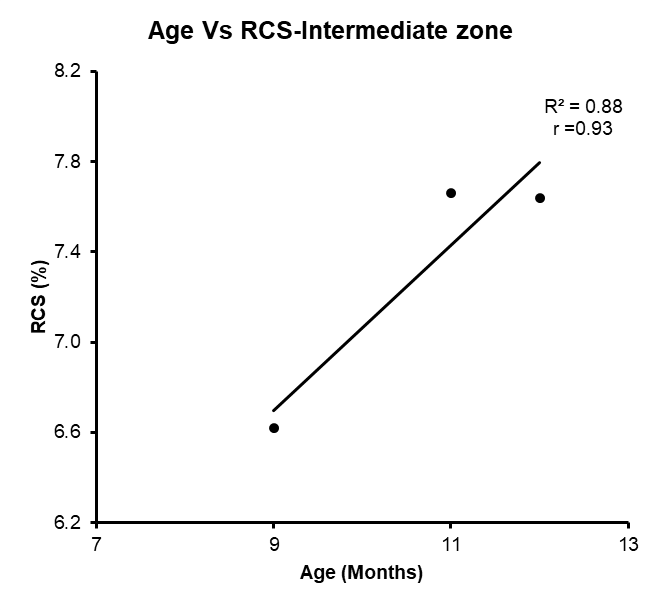 Age Vs RCS-Intermediate zone
R² = 0.88
r =0.93
8.2
7.8
7.4
7.0
6.6
6.2
RCS (%)
7 9 11 13
Age (Months)